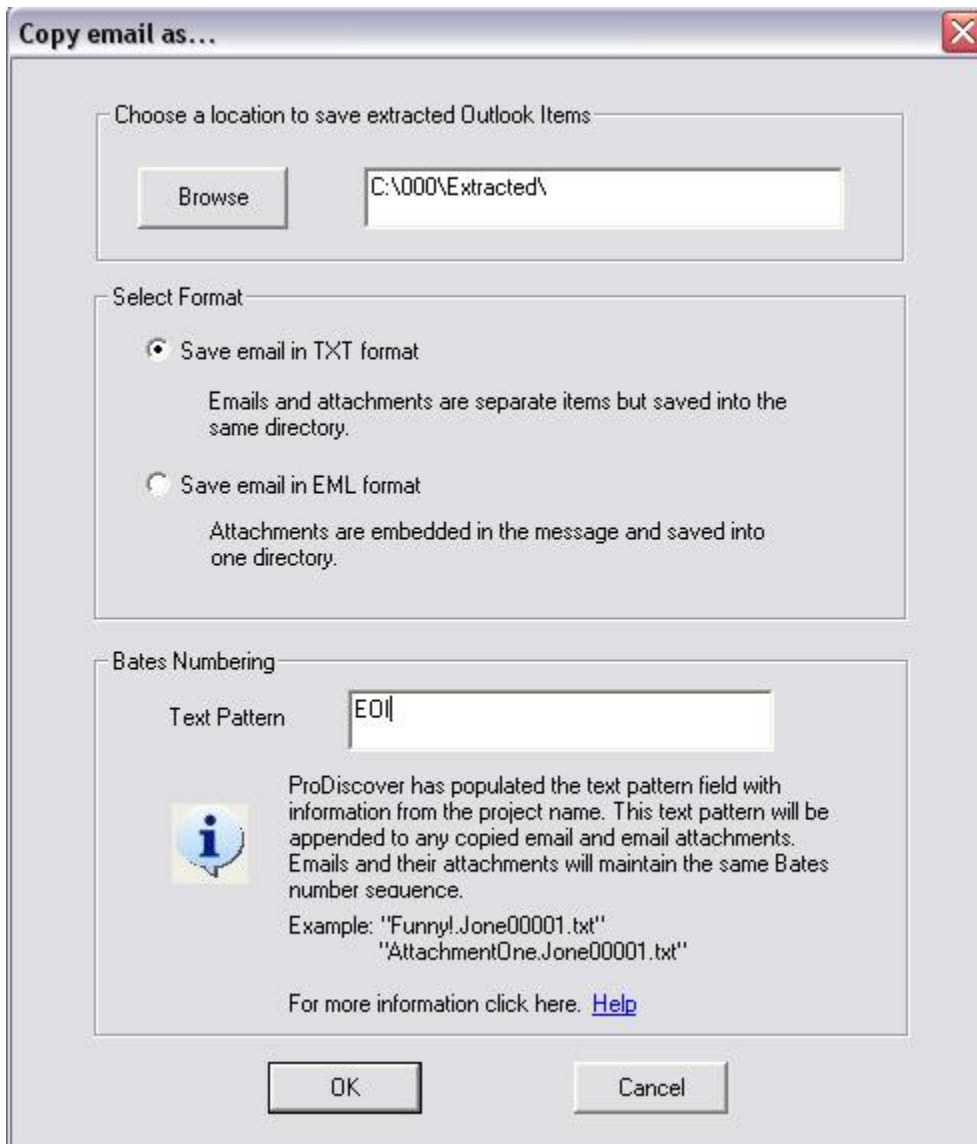 Copy email as...
Choose a location to save extracted Outlook Items
Browse
C:\000\Extracted\
Select Format
Save email in TXT format
Emails and attachments are separate items but saved into the
same directory.
Save email in EML format
Attachments are embedded in the message and saved into
one directory.
Bates Numbering
Text Pattern
EOI
ProDiscover has populated the text pattern field with
information from the project name. This text pattern will be
appended to any copied email and email attachments.
Emails and their attachments will maintain the same Bates
number sequence.
Example: "Funny!.Jone00001.txt"
"AttachmentOne.Jone00001.txt"
For more information click here. Help
OK
Cancel